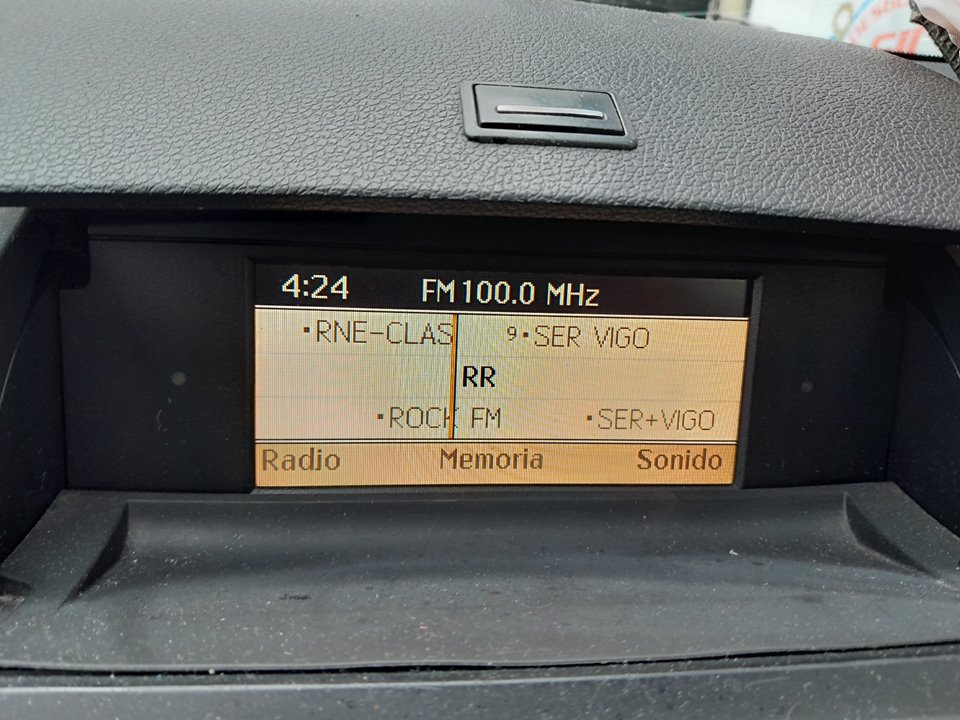 4:24 FM 100.0 MHz
•RNE-CLAS 9•SER VIGO
RR
•ROCK FM •SER+VIGO
Radio Memoria Sonido